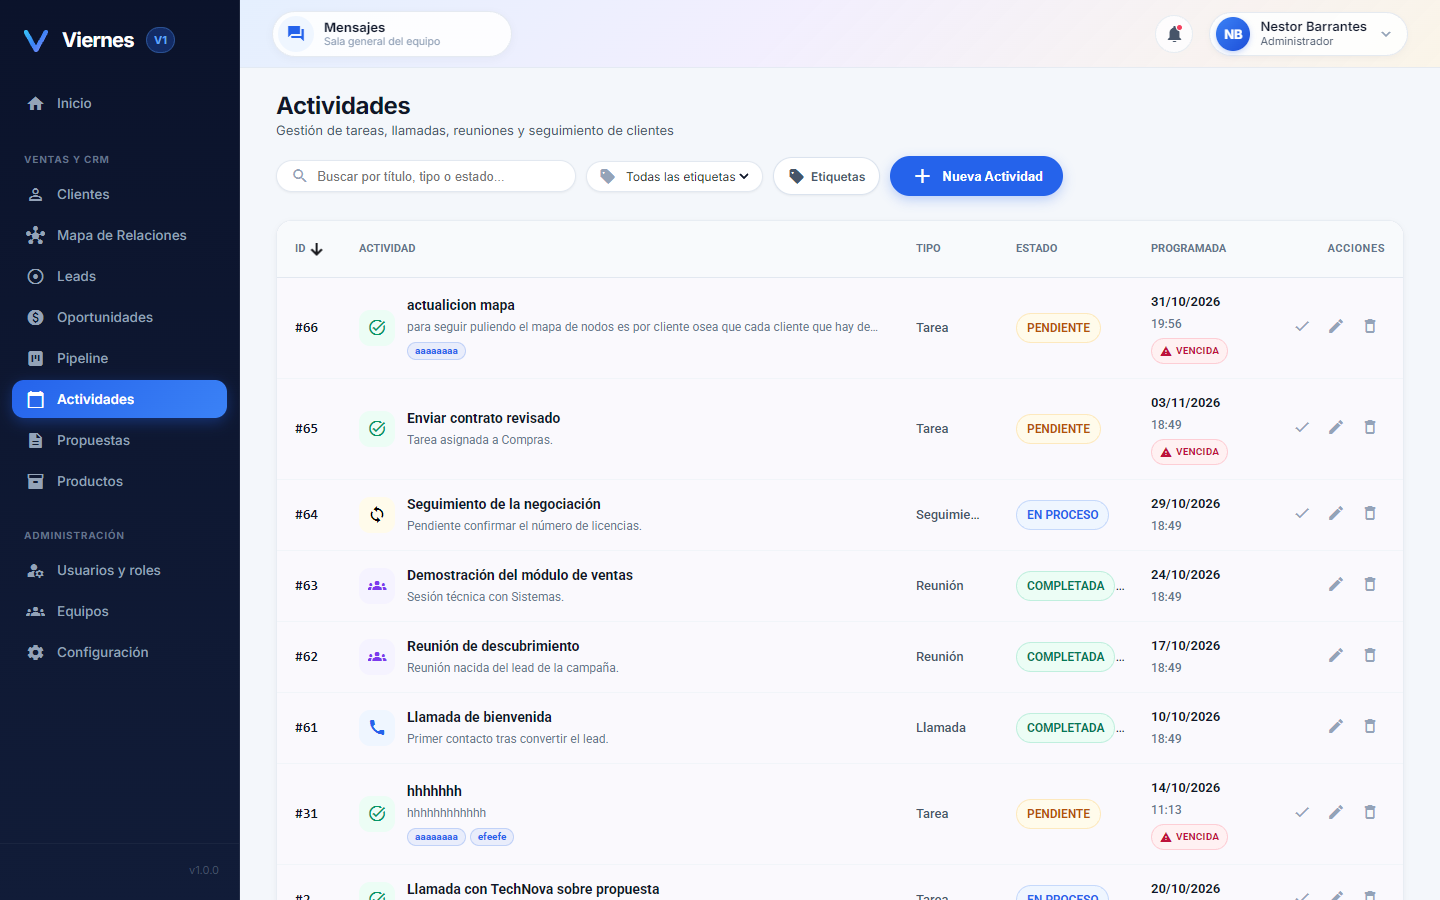 Viernes V1
Mensajes
Sala general del equipo
NB
Nestor Barrantes
Administrador
Inicio
VENTAS Y CRM
Clientes
Mapa de Relaciones
Leads
Oportunidades
Pipeline
Actividades
Propuestas
Productos
ADMINISTRACIÓN
Usuarios y roles
Equipos
Configuración
v1.0.0
Actividades
Gestión de tareas, llamadas, reuniones y seguimiento de clientes
Buscar por título, tipo o estado...
Todas las etiquetas
Etiquetas
Nueva Actividad
ID ACTIVIDAD TIPO ESTADO PROGRAMADA ACCIONES
#66
actualicion mapa
para seguir puliendo el mapa de nodos es por cliente osea que cada cliente que hay de...
aaaaaaaa
Tarea
PENDIENTE
31/10/2026
19:56
VENCIDA
#65
Enviar contrato revisado
Tarea asignada a Compras.
Tarea
PENDIENTE
03/11/2026
18:49
VENCIDA
#64
Seguimiento de la negociación
Pendiente confirmar el número de licencias.
Seguimie...
EN PROCESO
29/10/2026
18:49
#63
Demostración del módulo de ventas
Sesión técnica con Sistemas.
Reunión
COMPLETADA ...
24/10/2026
18:49
#62
Reunión de descubrimiento
Reunión nacida del lead de la campaña.
Reunión
COMPLETADA ...
17/10/2026
18:49
#61
Llamada de bienvenida
Primer contacto tras convertir el lead.
Llamada
COMPLETADA ...
10/10/2026
18:49
#31
hhhhhhh
hhhhhhhhhhh
aaaaaaaa efeefe
Tarea
PENDIENTE
14/10/2026
11:13
VENCIDA
#2
Llamada con TechNova sobre propuesta
Tarea
EN PROCESO
20/10/2026